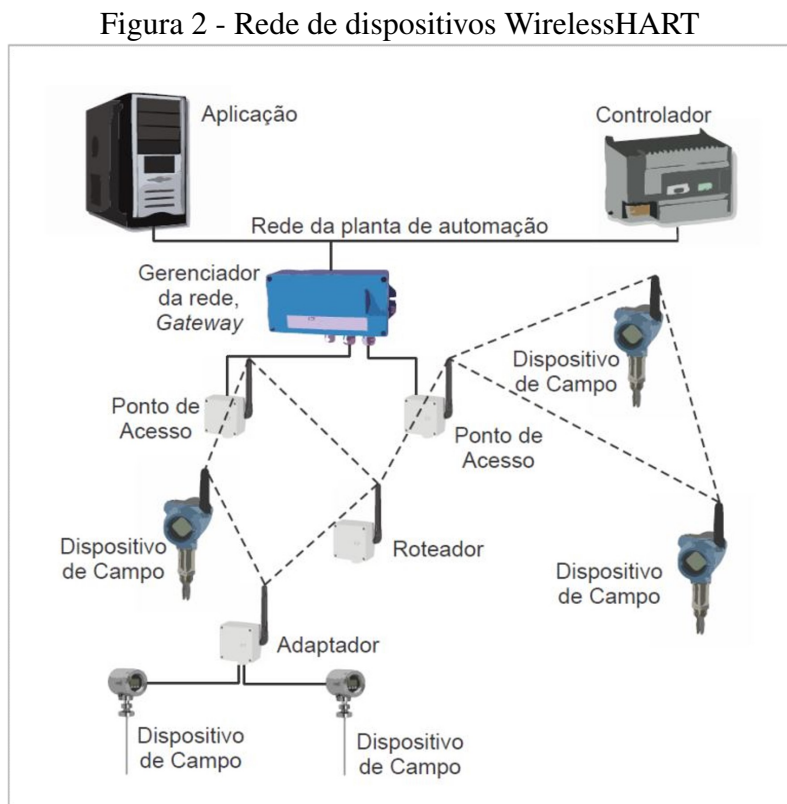 Figura 2 - Rede de dispositivos WirelessHART
Aplicação
Controlador
Rede da planta de automação
Gerenciador
da rede,
Gateway
Dispositivo
de Campo
Ponto de
Acesso
Ponto de
Acesso
Dispositivo
de Campo
Roteador
Dispositivo
de Campo
Adaptador
Dispositivo
de Campo
Dispositivo
de Campo